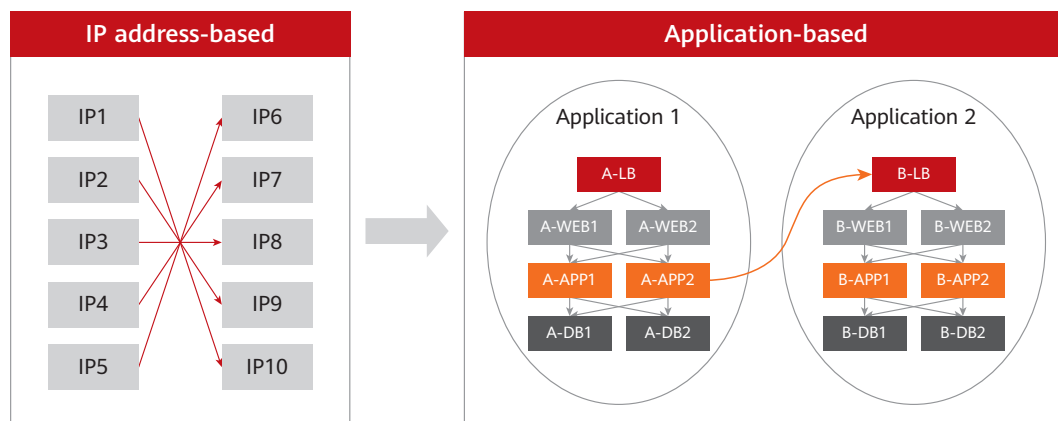 IP address-based
IP1
IP6
IP2
IP7
IP3
IP8
IP4
IP9
IP5
IP10
Application-based
Application 1
A-LB
A-WEB1
A-WEB2
A-APP1
A-APP2
A-DB1
A-DB2
Application 2
B-LB
B-WEB1
B-WEB2
B-APP1
B-APP2
B-DB1
B-DB2